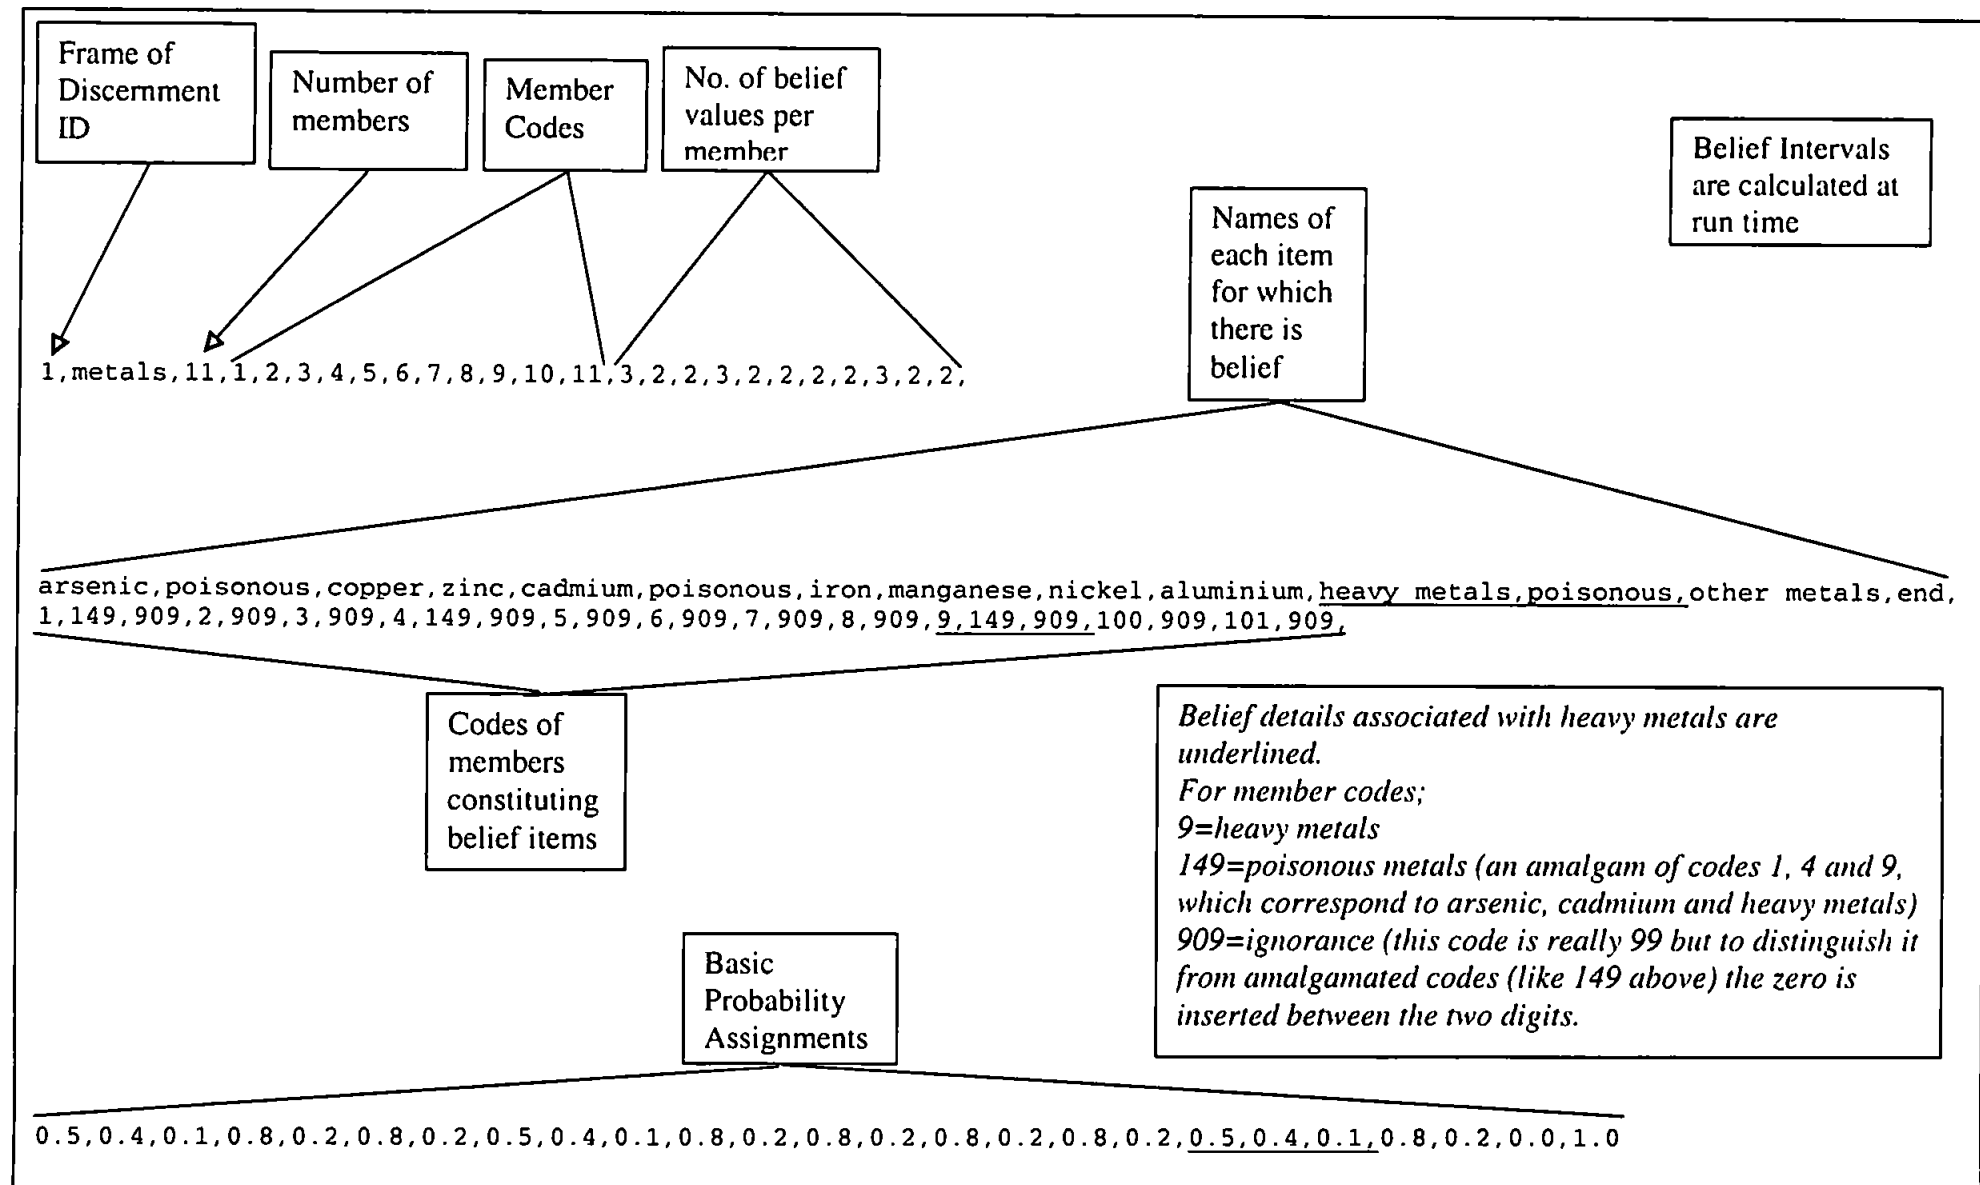 Frame of
Discernment
ID
Number of
members
Member
Codes
No. of belief
values per
member
Belief Intervals
are calculated at
run time
Names of
each item
for which
there is
belief
1,metals,11,1,2,3,4,5,6,7,8,9,10,11,3,2,2,3,2,2,2,2,3,2,2,
arsenic,poisonous,copper,zinc,cadmium,poisonous,iron,manganese,nickel,aluminium,heavy metals,poisonous,other metals,end,
1,149,909,2,909,3,909,4,149,909,5,909,6,909,7,909,8,909,9,149,909,100,909,101,909,
Codes of
members
constituting
belief items
Belief details associated with heavy metals are
underlined.
For member codes;
9=heavy metals
149=poisonous metals (an amalgam of codes 1, 4 and 9,
which correspond to arsenic, cadmium and heavy metals)
909=ignorance (this code is really 99 but to distinguish it
from amalgamated codes (like 149 above) the zero is
inserted between the two digits.
Basic
Probability
Assignments
0.5,0.4,0.1,0.8,0.2,0.8,0.2,0.5,0.4,0.1,0.8,0.2,0.8,0.2,0.8,0.2,0.8,0.2,0.5,0.4,0.1,0.8,0.2,0.0,1.0